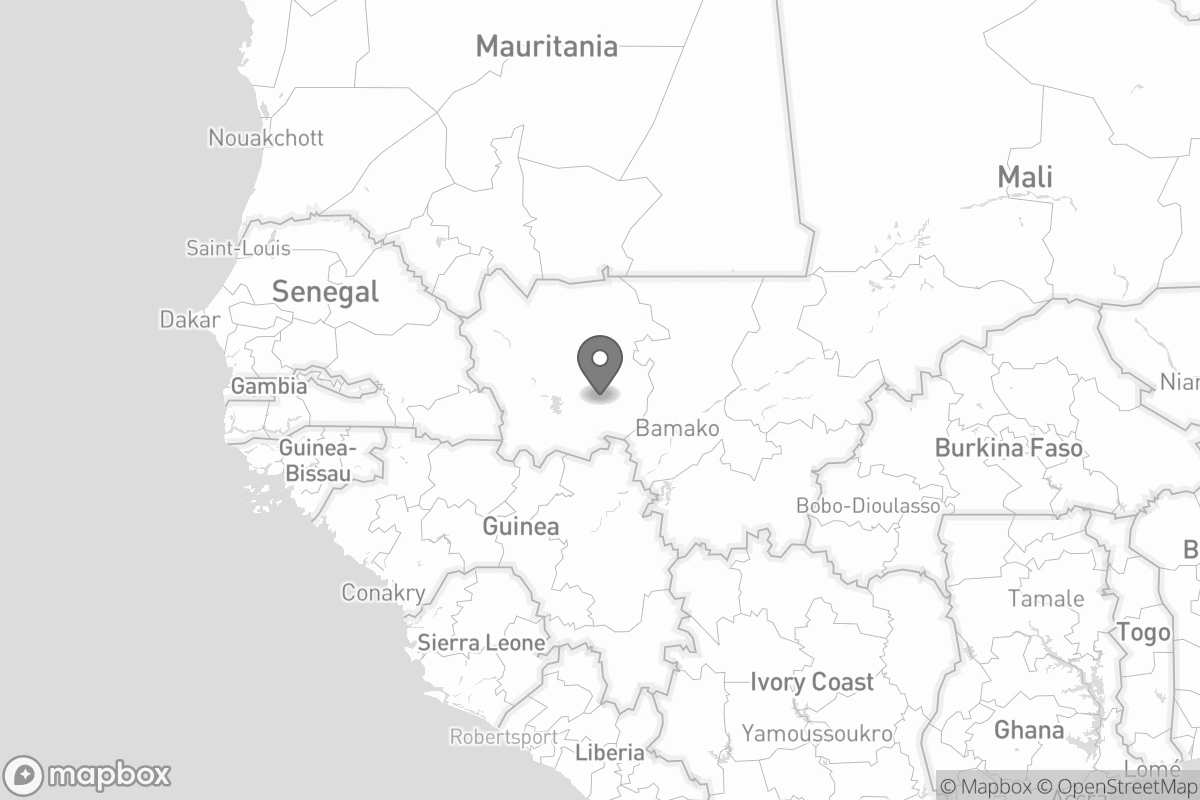 Mauritania
Nouakchott
Mali
Saint-Louis
Senegal
Dakar
Gambia
Bamako
Guinea-
Bissau
Burkina Faso
Bobo-Dioulasso
Guinea
Conakry
Tamale
Sierra Leone
Togo
Ivory Coast
Ghana
Yamoussoukro
Robertsport
Liberia
Lomé
mapbox
© Mapbox © OpenStreetMap